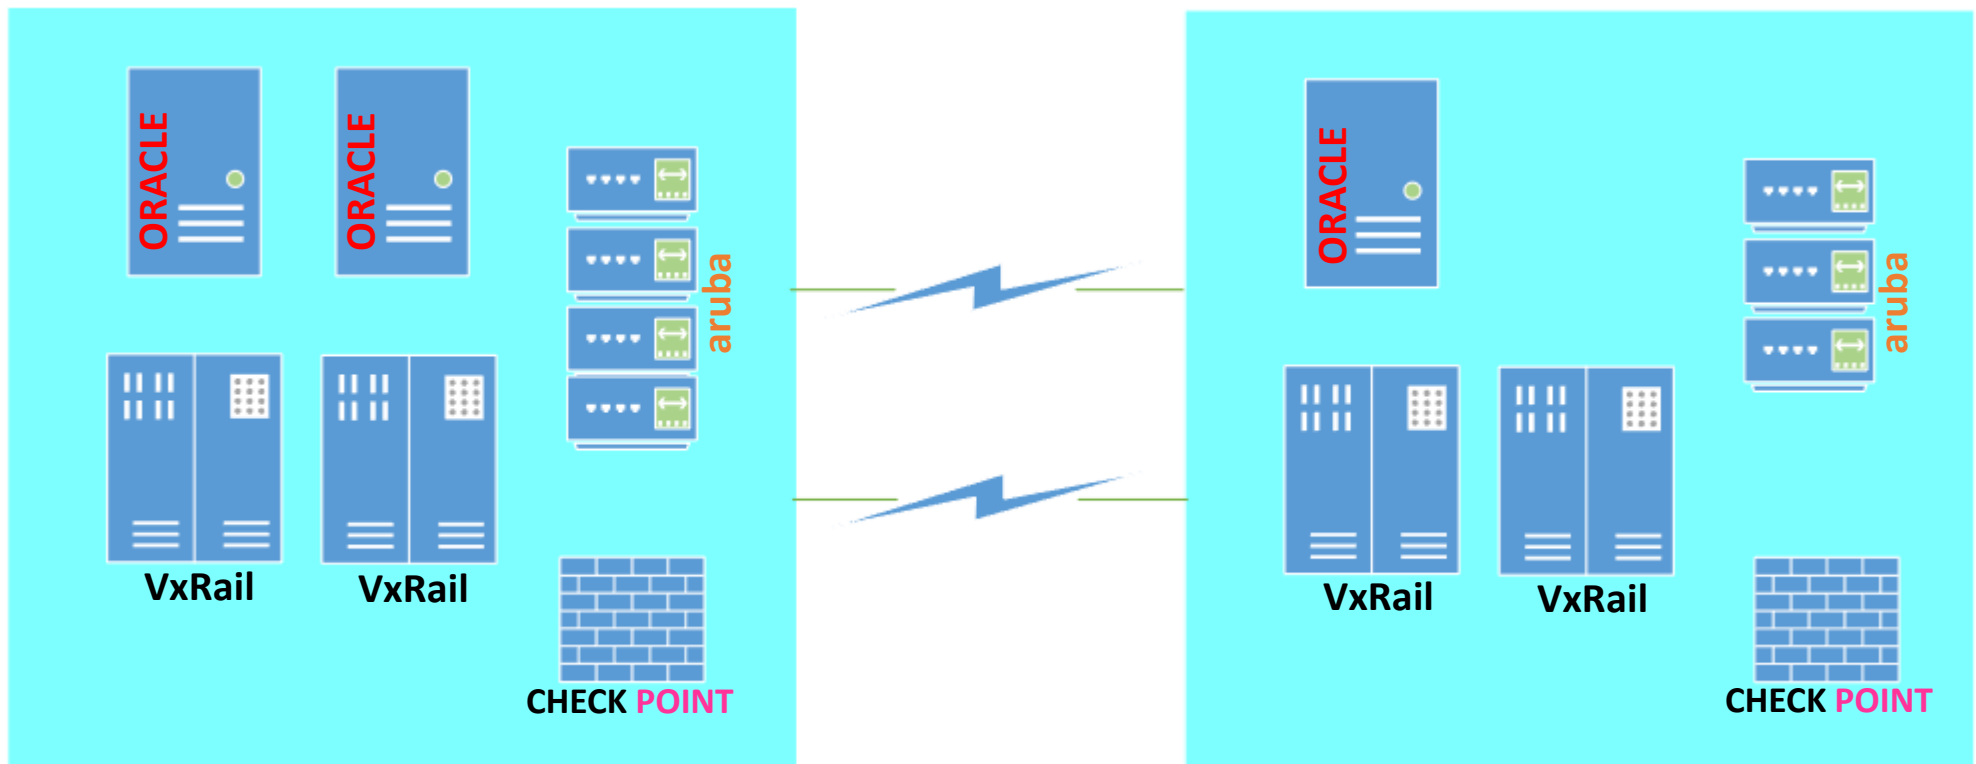 ORACLE
ORACLE
aruba
VxRail
VxRail
CHECK POINT
ORACLE
aruba
VxRail
VxRail
CHECK POINT